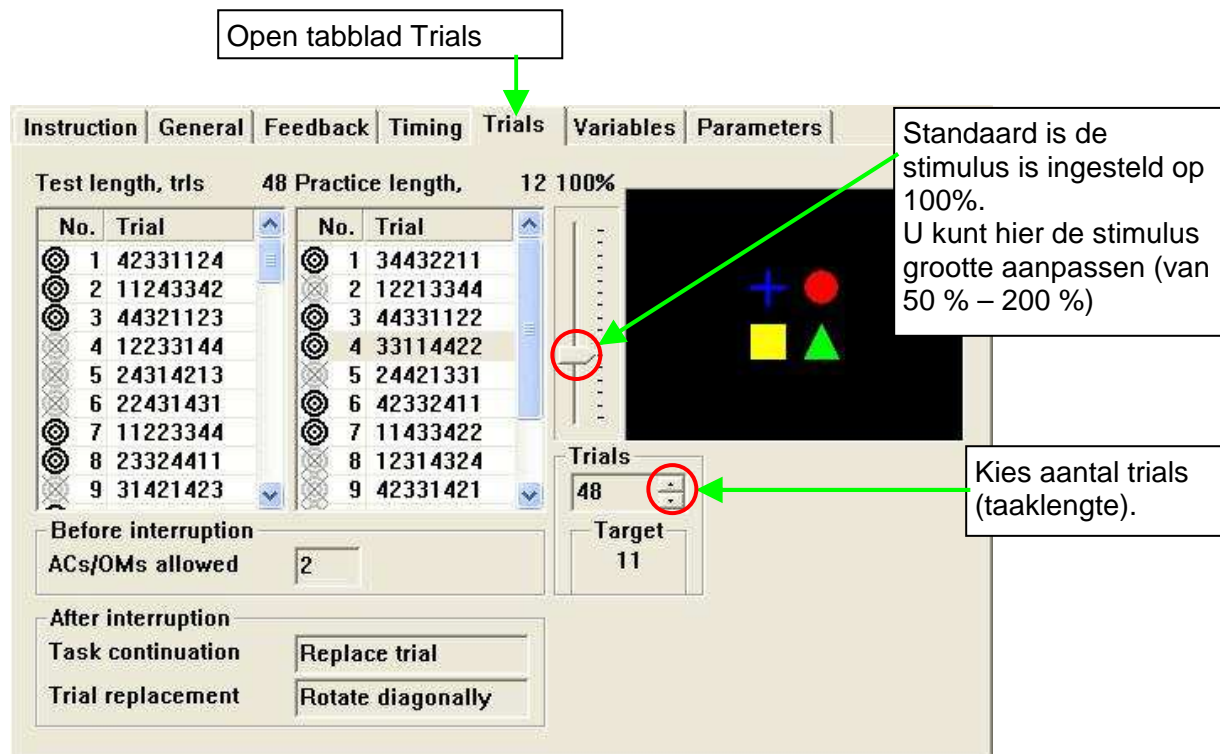 Open tabblad Trials
Instruction General Feedback Timing Trials Variables Parameters
Standaard is de
stimulus is ingesteld op
100%.
U kunt hier de stimulus
grootte aanpassen (van
50 % – 200 %)
Test length, trls 48 Practice length, 12 100%
No. Trial No. Trial
1 42331124 1 34432211
2 11243342 2 12213344
3 44321123 3 44331122
4 12233144 4 33114422
5 24314213 5 24421331
6 22431431 6 42332411
7 11223344 7 11433422
8 23324411 8 12314324
9 31421423 9 42331421
Trials
48
Kies aantal trials
(taaklengte).
Target
11
Before interruption
ACs/OMs allowed 2
After interruption
Task continuation Replace trial
Trial replacement Rotate diagonally